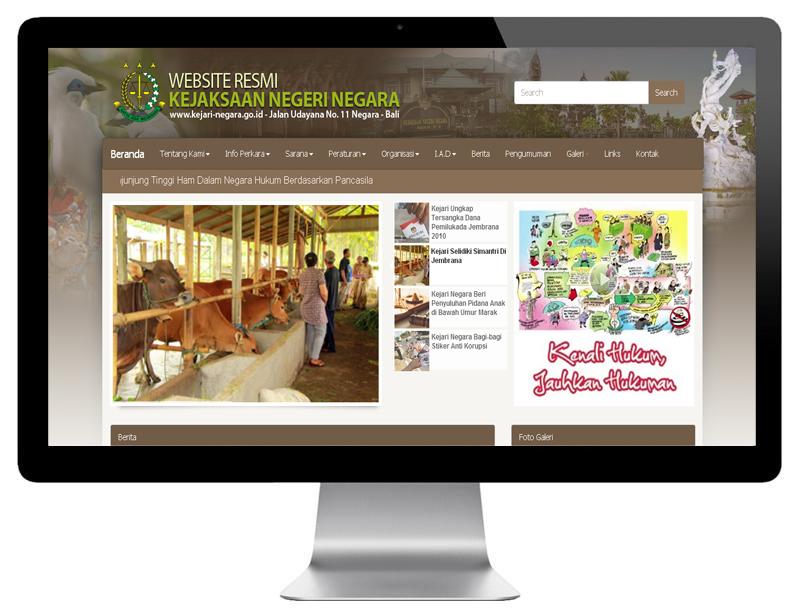 WEBSITE RESMI
KEJAKSAAN NEGERI NEGARA
www.kejari-negara.go.id - Jalan Udayana No. 11 Negara - Bali
Search
Search
Beranda
Tentang Kami
Info Perkara
Sarana
Peraturan
Organisasi
I.A.D
Berita
Pengumuman
Galeri
Links
Kontak
ijunjung Tinggi Ham Dalam Negara Hukum Berdasarkan Pancasila
Kejari Ungkap
Tersangka Dana
Pemilukada Jembrana
2010
Kejari Selidiki Simantri Di
Jembrana
Kejari Negara Beri
Penyuluhan Pidana Anak
di Bawah Umur Marak
Kejari Negara Bagi-bagi
Stiker Anti Korupsi
Kenali Hukum,
Jauhkan Hukuman
Berita
Foto Galeri